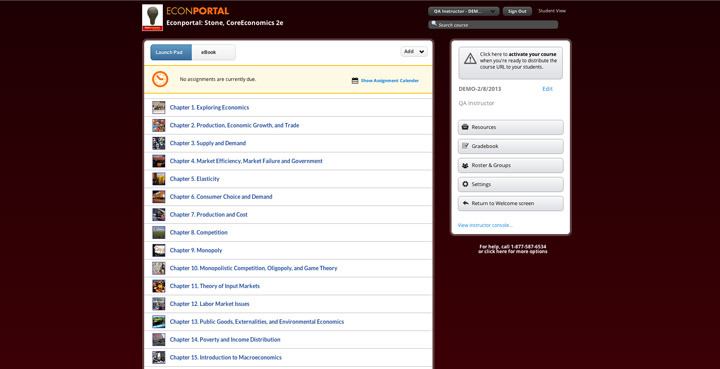 ECONPORTAL
Econportal: Stone, CoreEconomics 2e
QA Instructor - DEM...
Sign Out
Student View
Search course
Launch Pad
eBook
Add
No assignments are currently due.
Show Assignment Calendar
Chapter 1. Exploring Economics
Chapter 2. Production, Economic Growth, and Trade
Chapter 3. Supply and Demand
Chapter 4. Market Efficiency, Market Failure and Government
Chapter 5. Elasticity
Chapter 6. Consumer Choice and Demand
Chapter 7. Production and Cost
Chapter 8. Competition
Chapter 9. Monopoly
Chapter 10. Monopolistic Competition, Oligopoly, and Game Theory
Chapter 11. Theory of Input Markets
Chapter 12. Labor Market Issues
Chapter 13. Public Goods, Externalities, and Environmental Economics
Chapter 14. Poverty and Income Distribution
Chapter 15. Introduction to Macroeconomics
Click here to activate your course
when you're ready to distribute the
course URL to your students.
DEMO-2/8/2013
Edit
QA Instructor
Resources
Gradebook
Roster & Groups
Settings
Return to Welcome screen
View instructor console...
For help, call 1-877-587-6534
or click here for more options